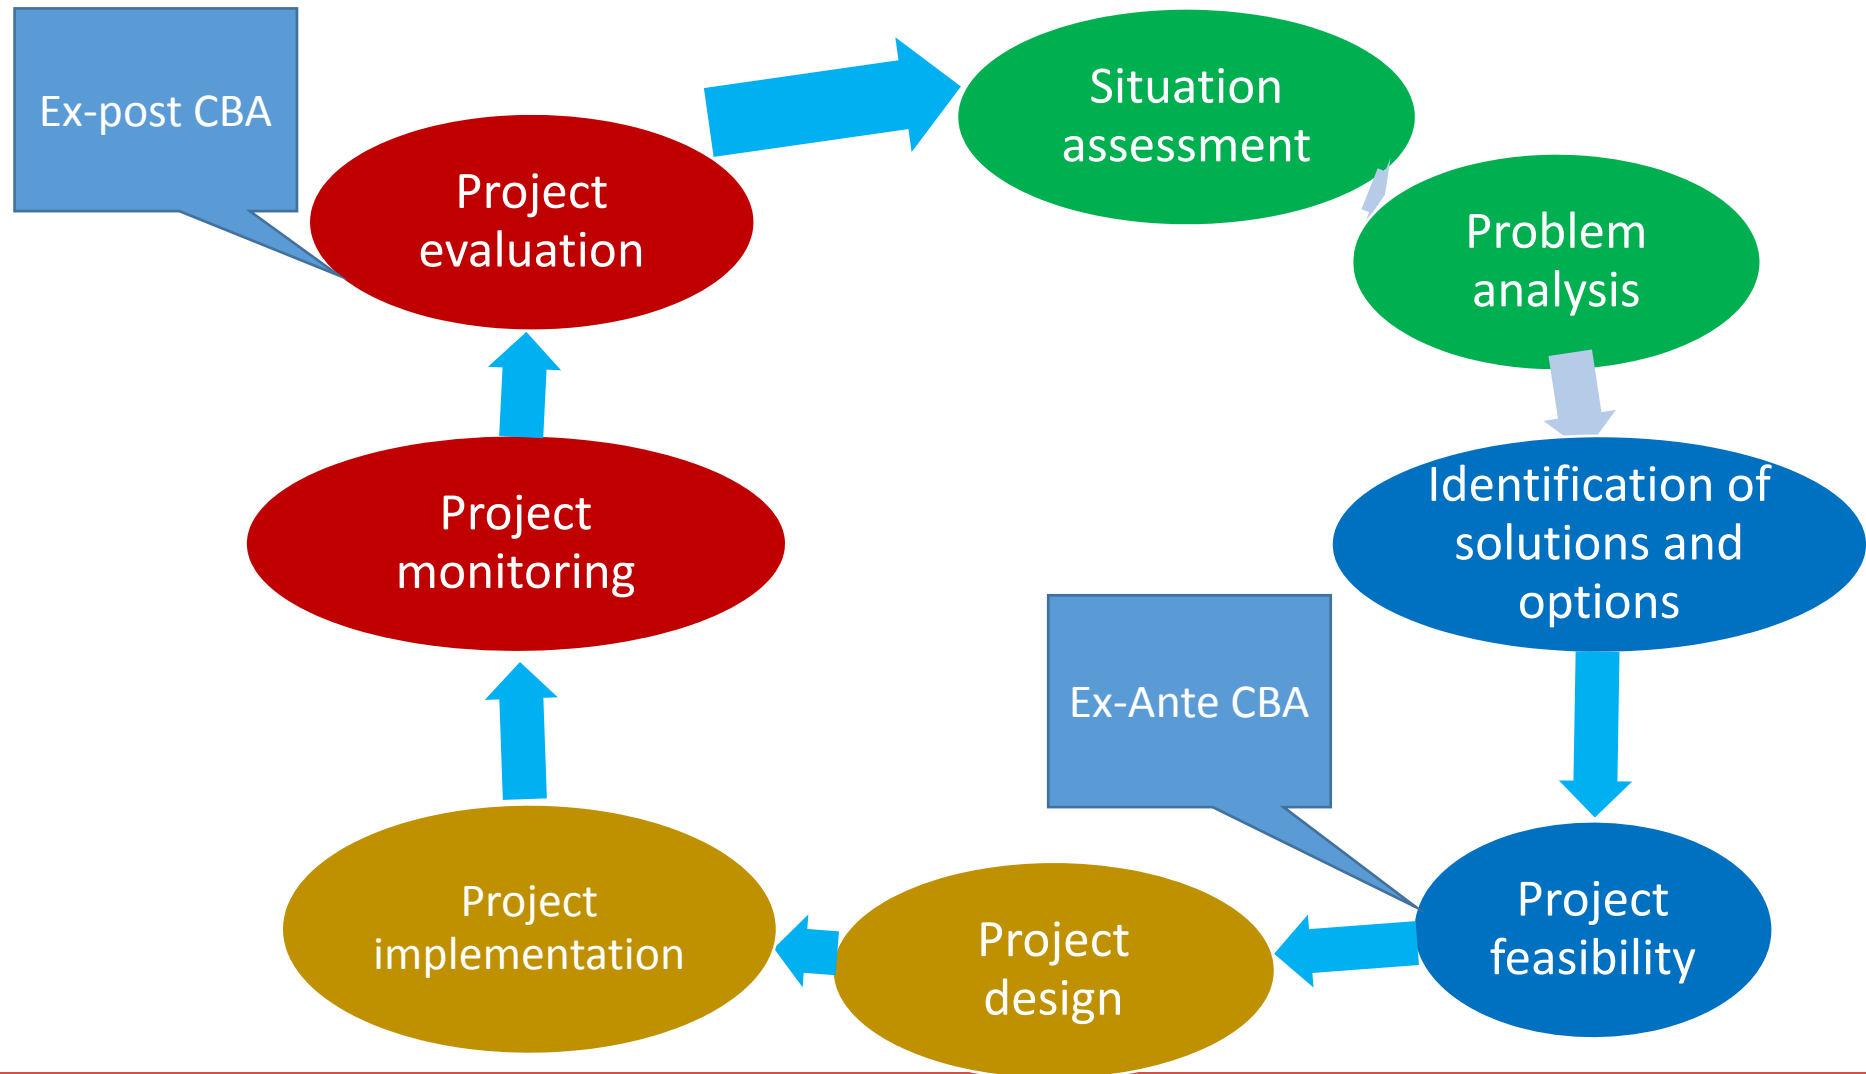 Ex-post CBA
Situation
assessment
Project
evaluation
Problem
analysis
Identification of
solutions and
options
Project
monitoring
Ex-Ante CBA
Project
feasibility
Project
design
Project
implementation